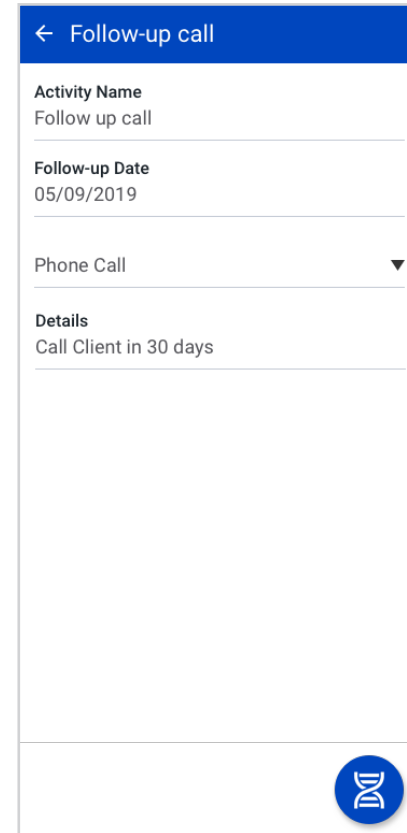 Follow-up call
Activity Name
Follow up call
Follow-up Date
05/09/2019
Phone Call
Details
Call Client in 30 days